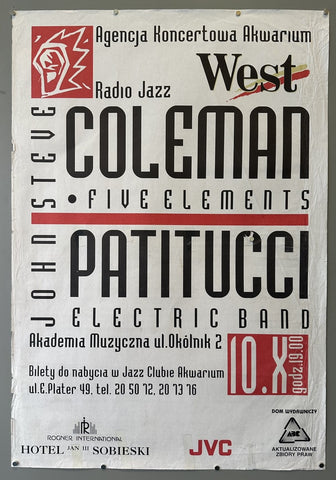 Agencja Koncertowa Akwarium
West
Radio Jazz
STEVE
COLEMAN
• FIVE ELEMENTS
JOHN
PATITUCCI
ELECTRIC BAND
Akademia Muzyczna ul.Okólnik 2
10.X
godz.19.00
Bilety do nabycia w Jazz Clubie Akwarium
ul.E.Plater 49, tel. 20 50 72, 20 73 76
R
ROGNER INTERNATIONAL
HOTEL JAN III SOBIESKI
JVC
DOM WYDAWNICZY
ABC
AKTUALIZOWANE
ZBIORY PRAW